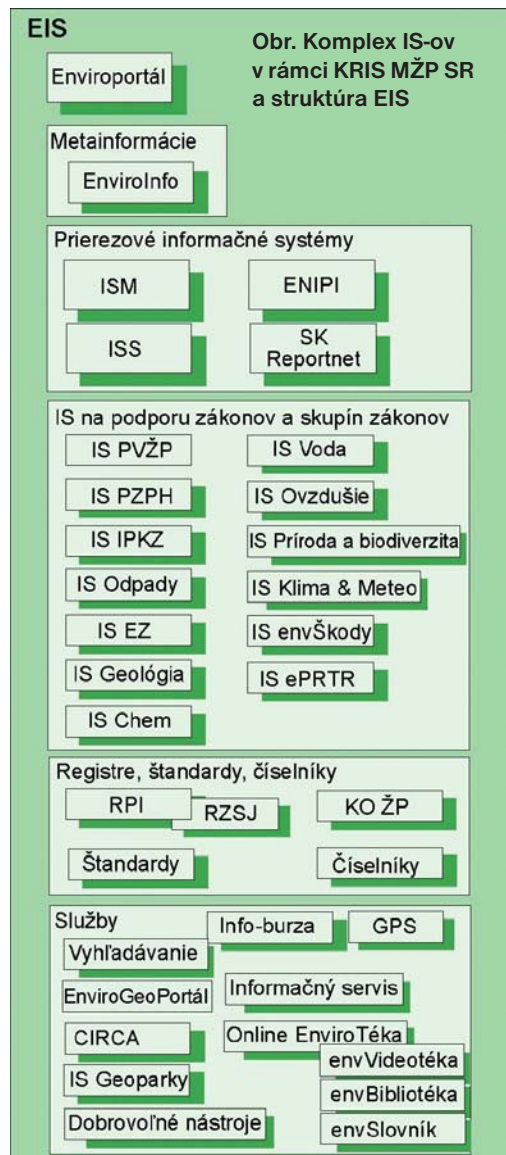 EIS
Obr. Komplex IS-ov
v rámci KRIS MŽP SR
a struktúra EIS
Enviroportál
Metainformácie
EnviroInfo
Prierezové informačné systémy
ISM
ENIPI
ISS
SK
Reportnet
IS na podporu zákonov a skupín zákonov
IS PVŽP
IS Voda
IS PZPH
IS Ovzdušie
IS IPKZ
IS Príroda a biodiverzita
IS Odpady
IS Klima & Meteo
IS EZ
IS envŠkody
IS Geológia
IS ePRTR
IS Chem
Registre, štandardy, číselníky
RPI
RZSJ
KO ŽP
Štandardy
Číselníky
Služby
Info-burza
GPS
Vyhľadávanie
EnviroGeoPortál
Informačný servis
CIRCA
Online EnviroTéka
envVideotéka
IS Geoparky
envBibliotéka
Dobrovoľné nástroje
envSlovník